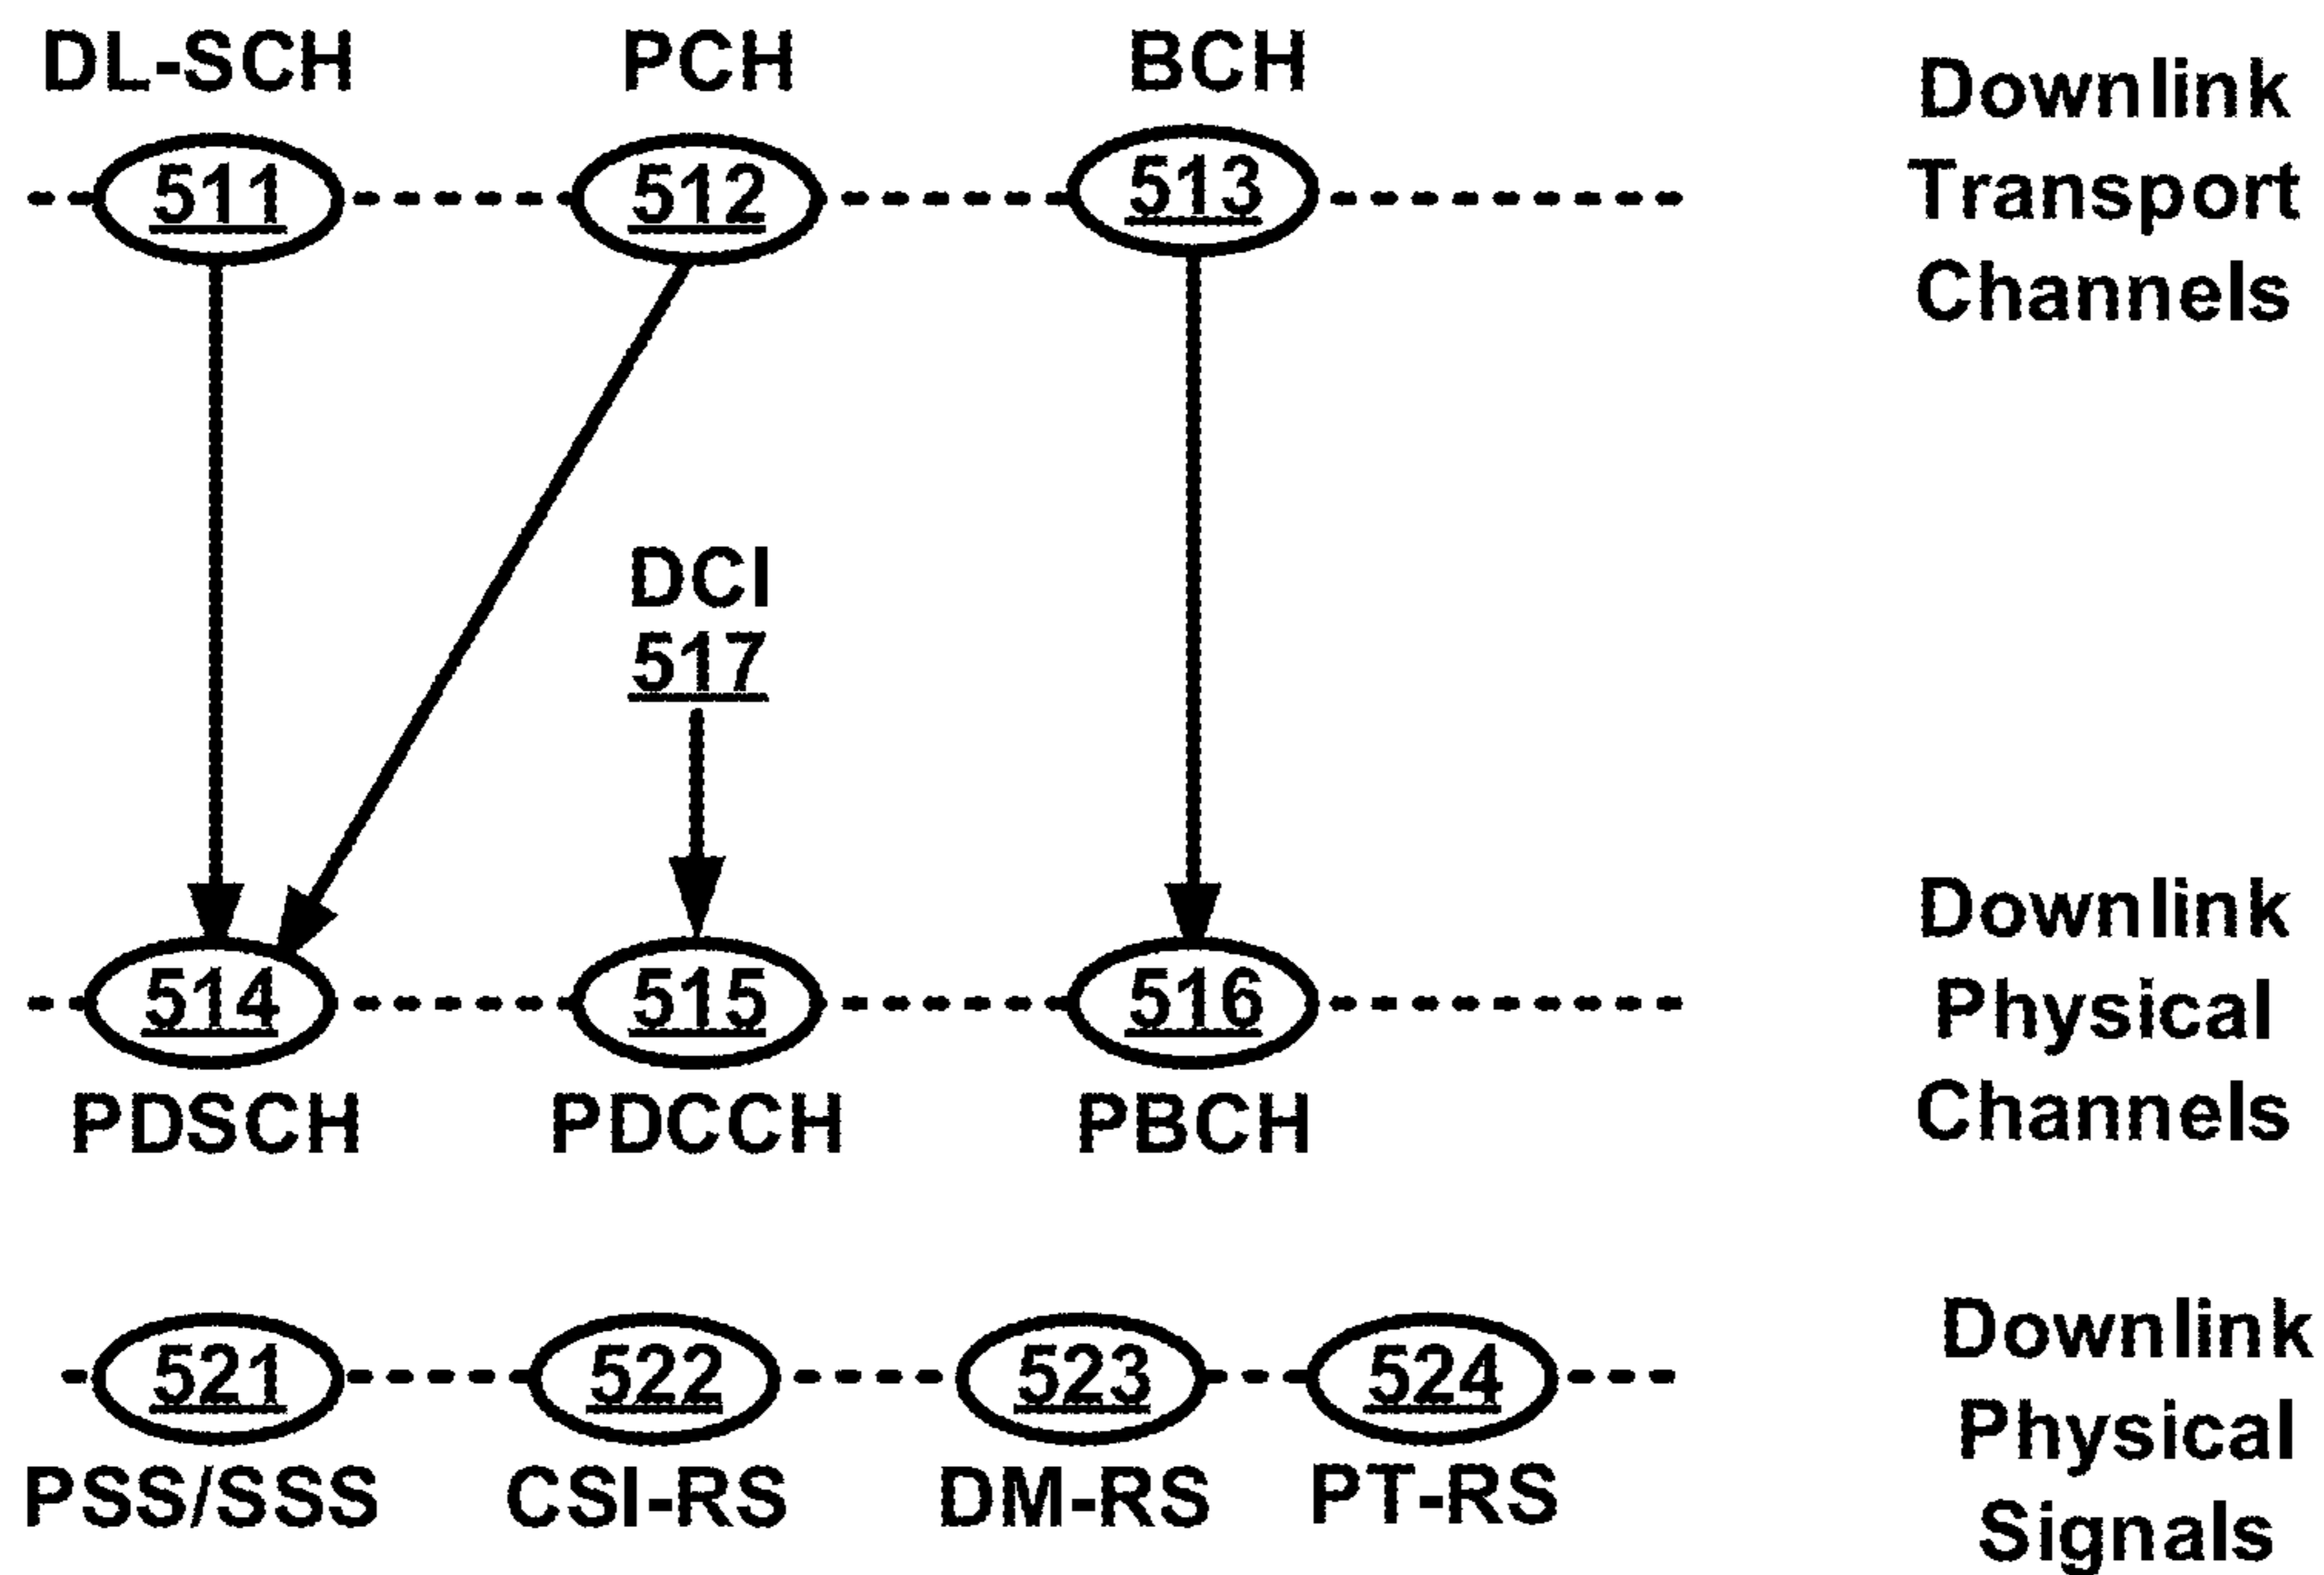 DL-SCH PCH BCH
511 512 513
Downlink
Transport
Channels
DCI
517
514 515 516
PDSCH PDCCH PBCH
Downlink
Physical
Channels
521 522 523 524
PSS/SSS CSI-RS DM-RS PT-RS
Downlink
Physical
Signals